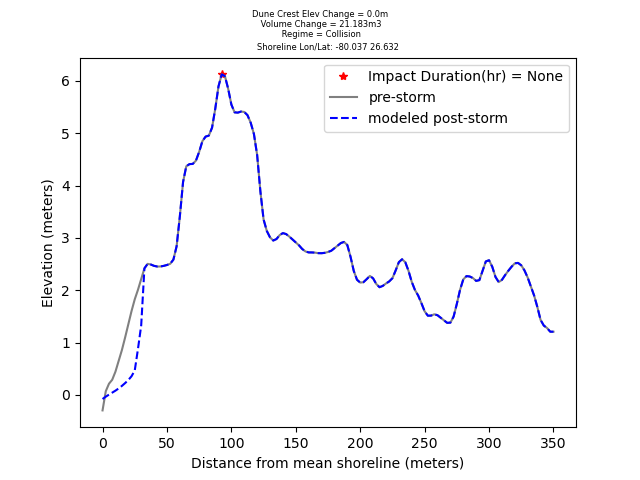 Dune Crest Elev Change = 0.0m
Volume Change = 21.183m3
Regime = Collision
Shoreline Lon/Lat: -80.037 26.632
Impact Duration(hr) = None
pre-storm
modeled post-storm
Elevation (meters)
6
5
4
3
2
1
0
0 50 100 150 200 250 300 350
Distance from mean shoreline (meters)